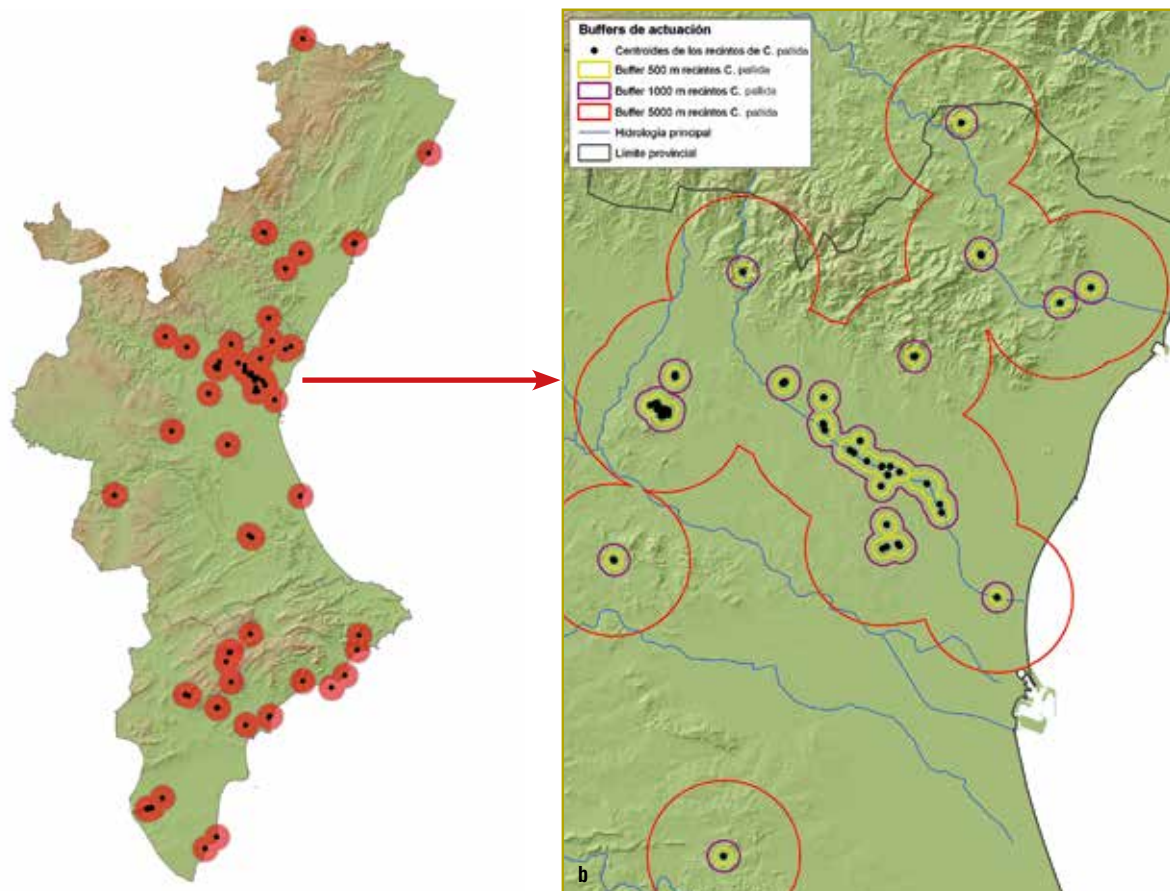 Buffers de actuación
Centroides de los recintos de C. pallida
Buffer 500 m recintos C. pallida
Buffer 1000 m recintos C. pallida
Buffer 5000 m recintos C. pallida
Hidrología principal
Límite provincial
b